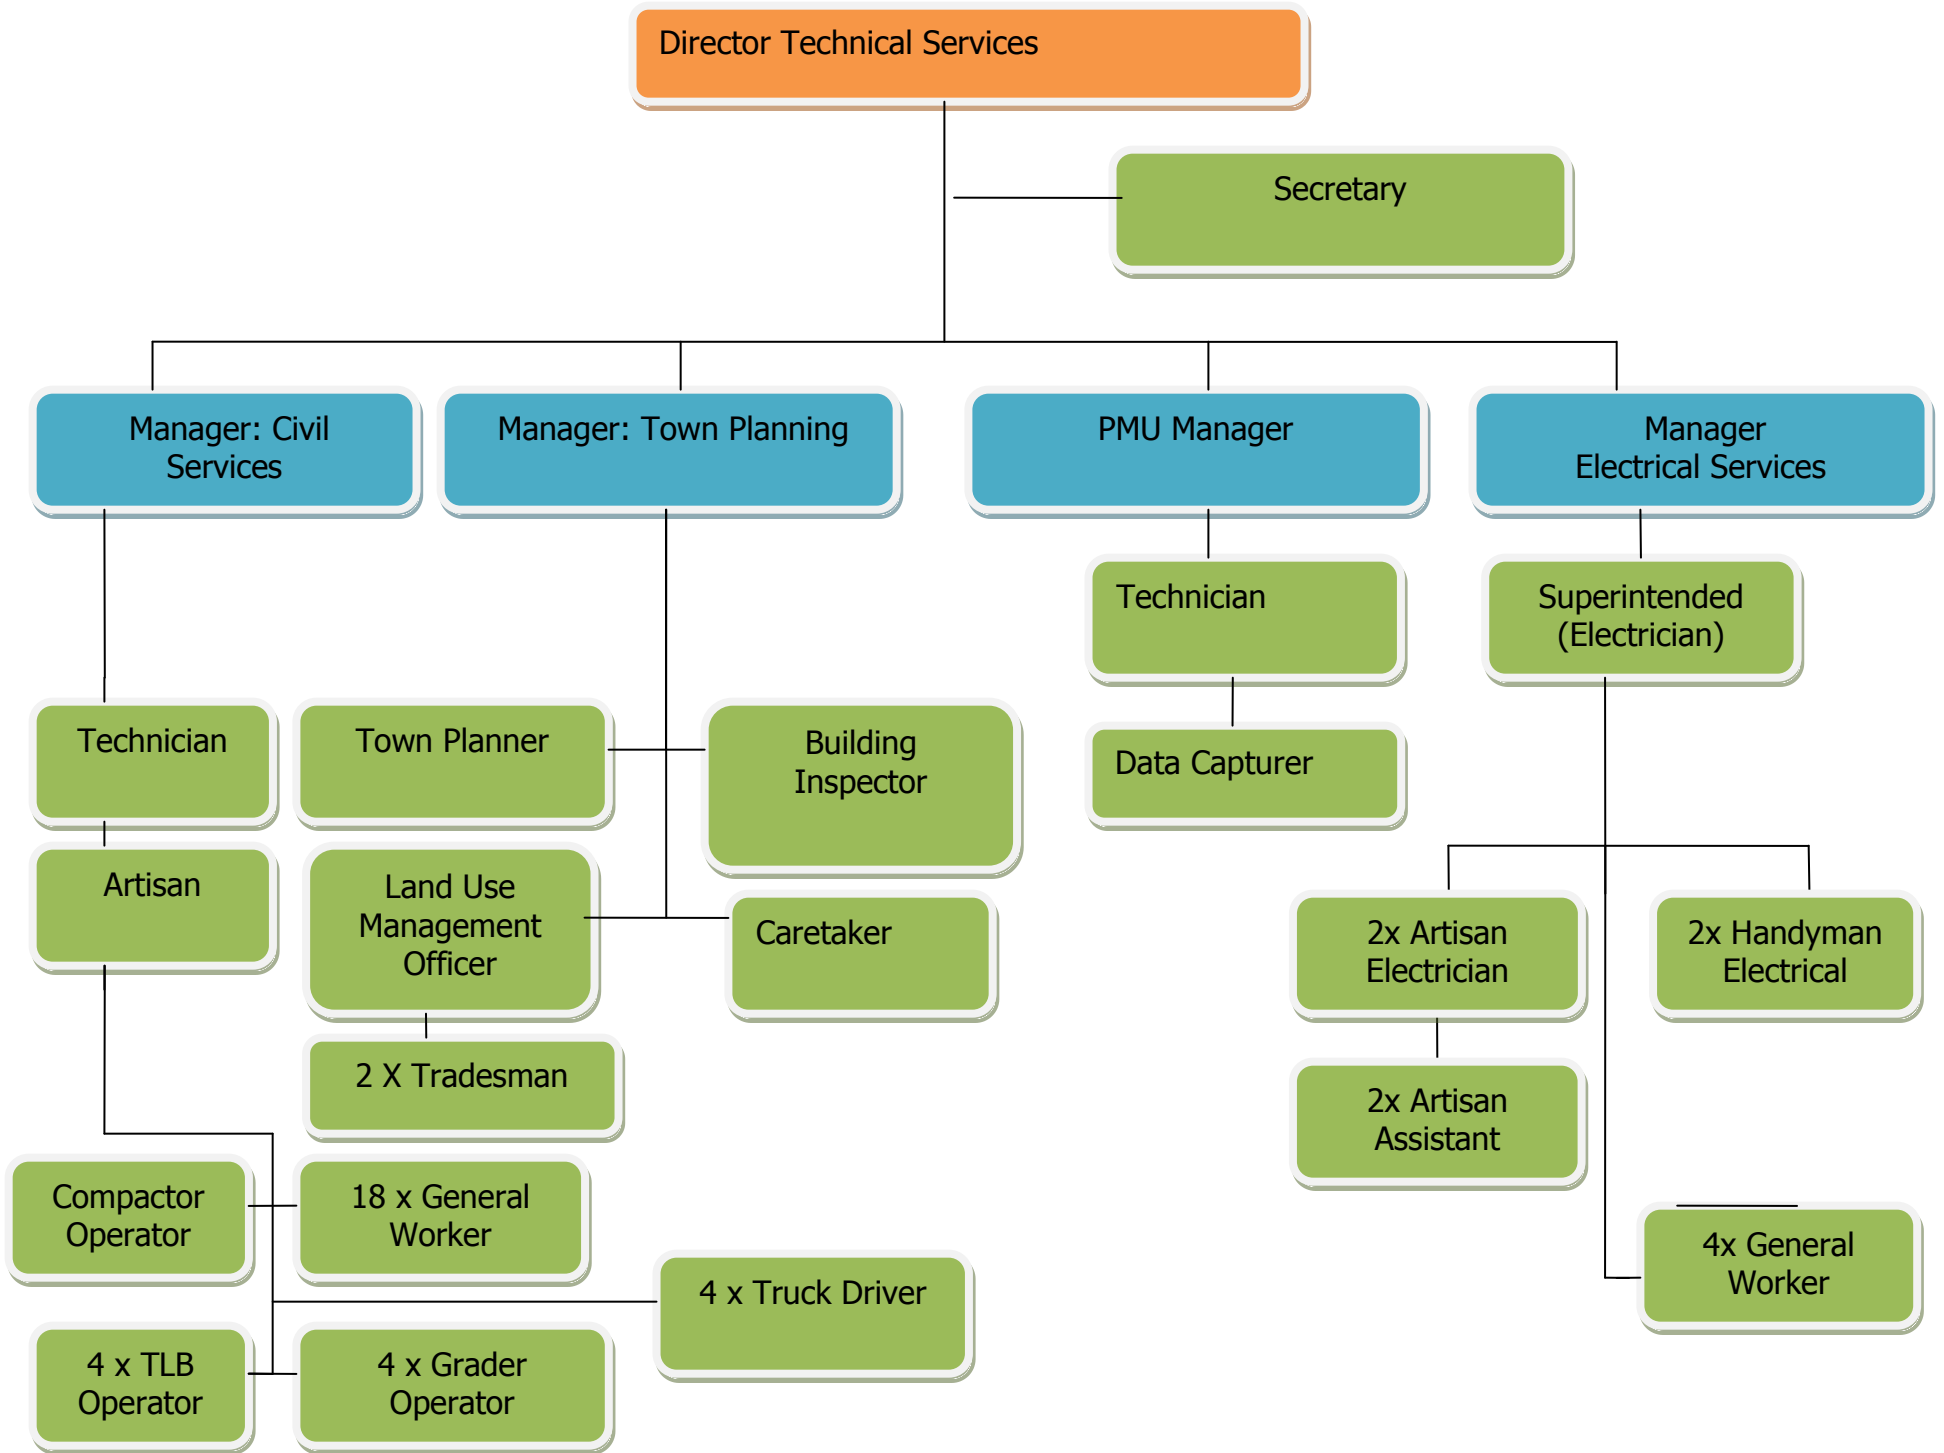 Director Technical Services
Secretary
Manager: Civil
Services
Manager: Town Planning
PMU Manager
Manager
Electrical Services
Technician
Superintended
(Electrician)
Technician
Town Planner
Building
Inspector
Data Capturer
Artisan
Land Use
Management
Officer
Caretaker
2x Artisan
Electrician
2x Handyman
Electrical
2 X Tradesman
2x Artisan
Assistant
Compactor
Operator
18 x General
Worker
4 x Truck Driver
4x General
Worker
4 x TLB
Operator
4 x Grader
Operator